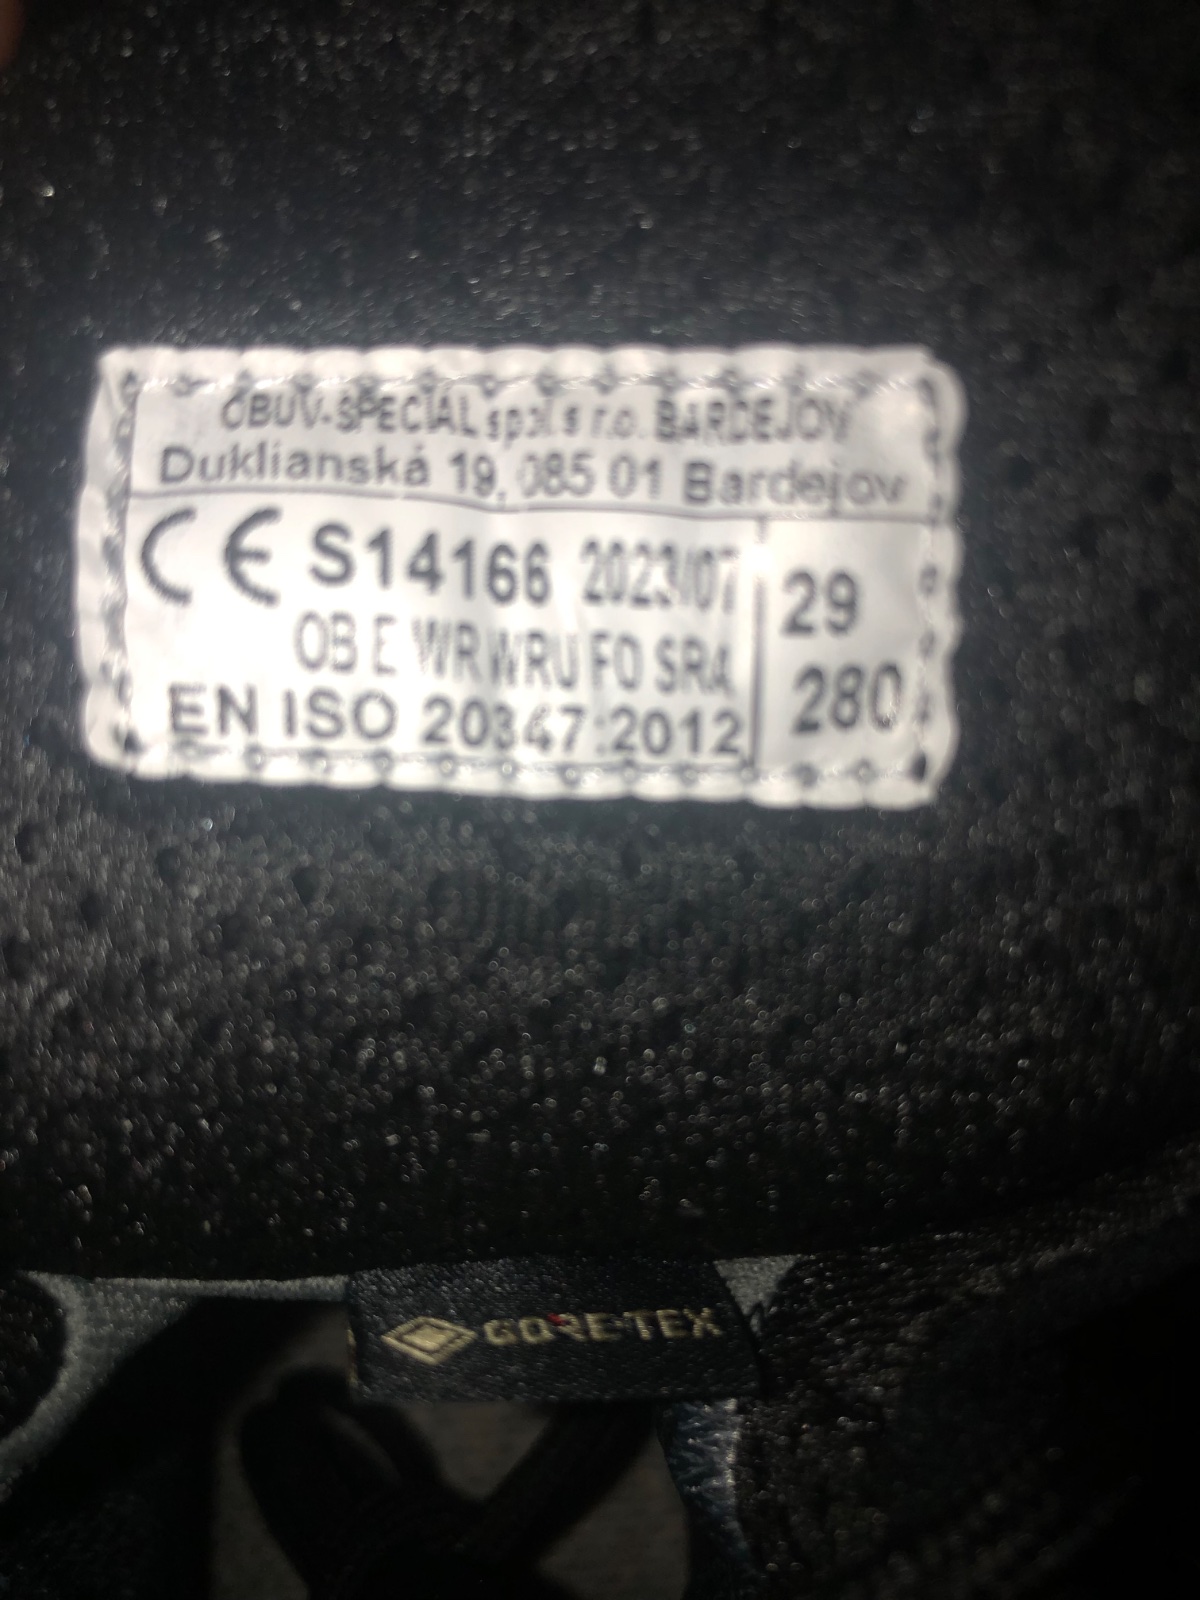 OBUV-SPECIAL spol. s r.o. BARDEJOV
Duklianská 19, 085 01 Bardejov
CE S14166 2023/07
OB E WR WRU FO SRA
EN ISO 20347:2012
29
280
GORE-TEX